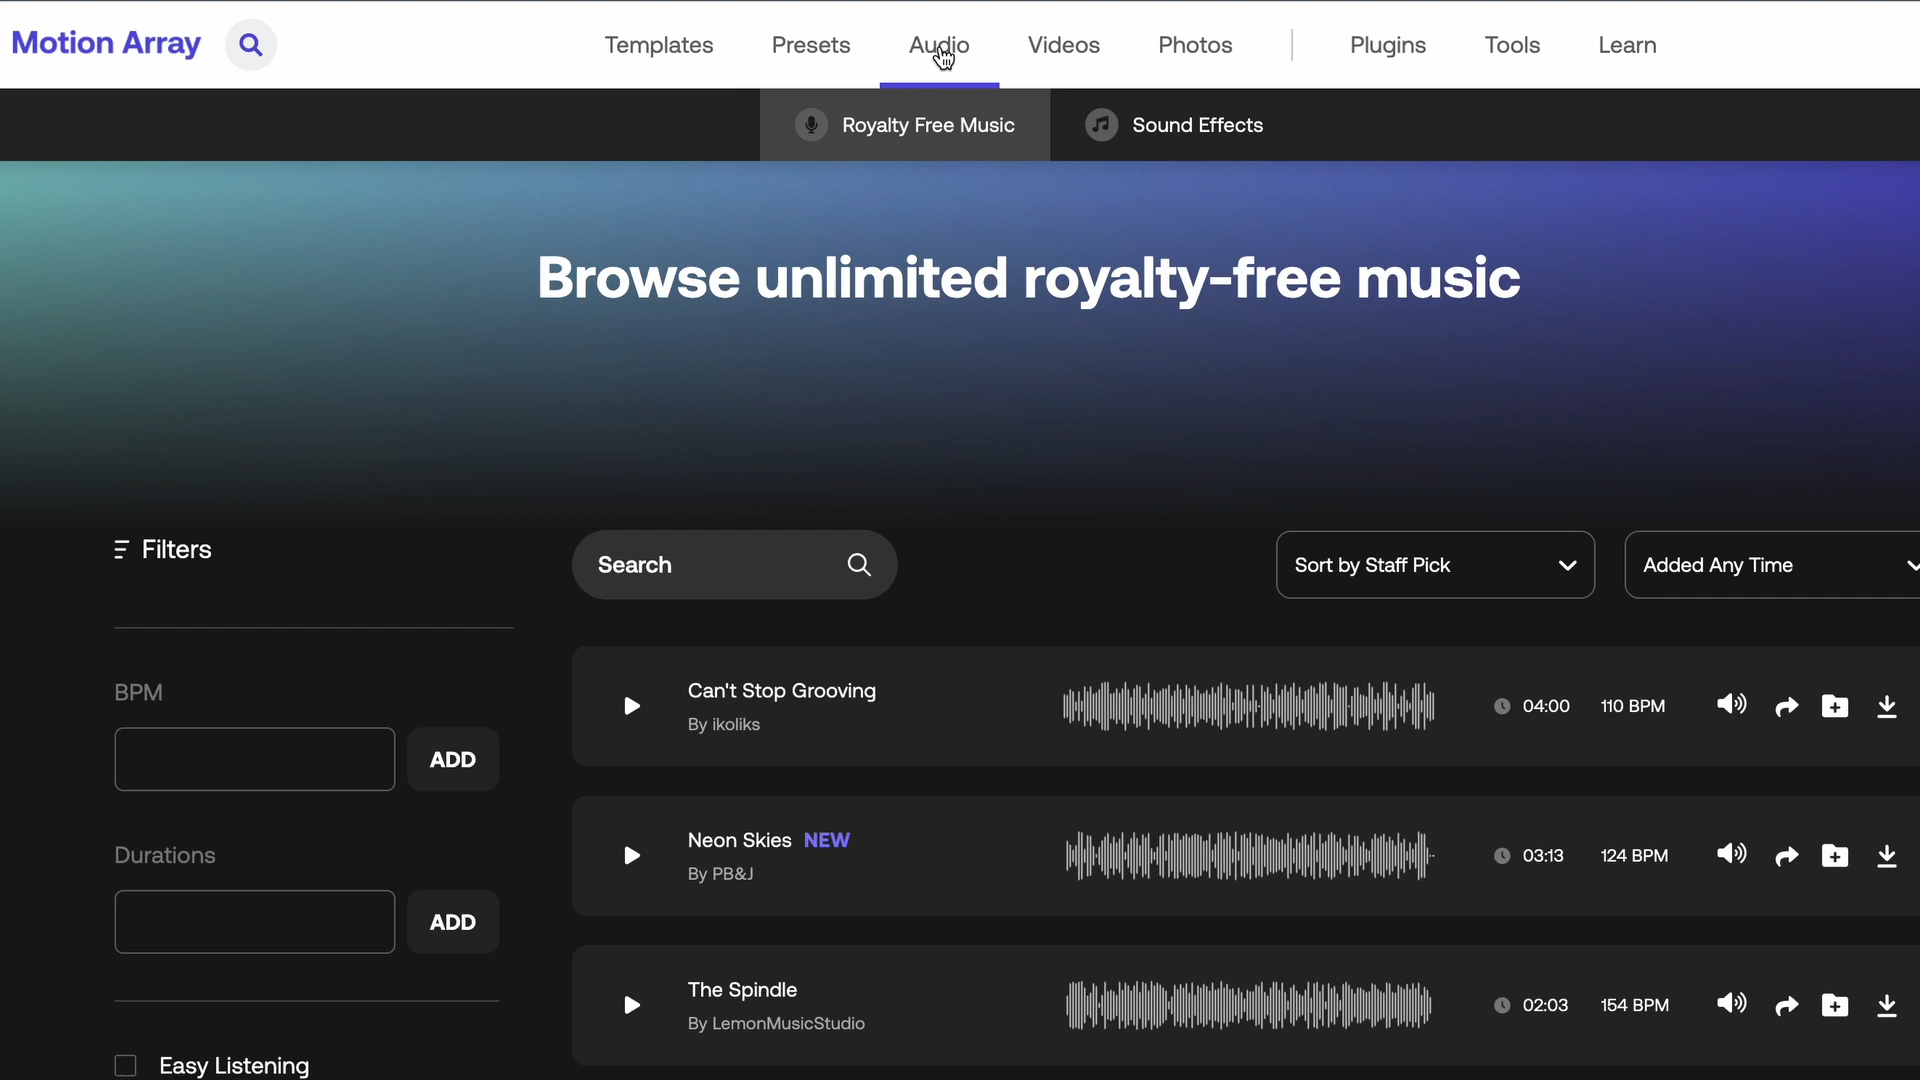 Motion Array
Templates
Presets
Audio
Videos
Photos
Plugins
Tools
Learn
Royalty Free Music
Sound Effects
Browse unlimited royalty-free music
Filters
Search
Sort by Staff Pick
Added Any Time
BPM
ADD
Durations
ADD
Easy Listening
Can't Stop Grooving
By ikoliks
04:00
110 BPM
Neon Skies NEW
By PB&J
03:13
124 BPM
The Spindle
By LemonMusicStudio
02:03
154 BPM